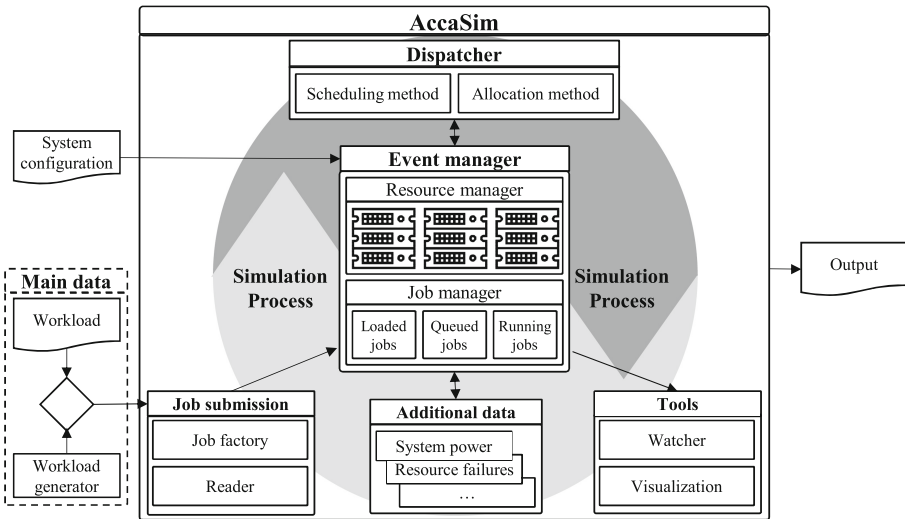 AccaSim
Dispatcher
Scheduling method
Allocation method
System
configuration
Event manager
Resource manager
Simulation
Process
Simulation
Process
Output
Main data
Workload
Job manager
Loaded
jobs
Queued
jobs
Running
jobs
Job submission
Job factory
Reader
Workload
generator
Additional data
System power
Resource failures
...
Tools
Watcher
Visualization